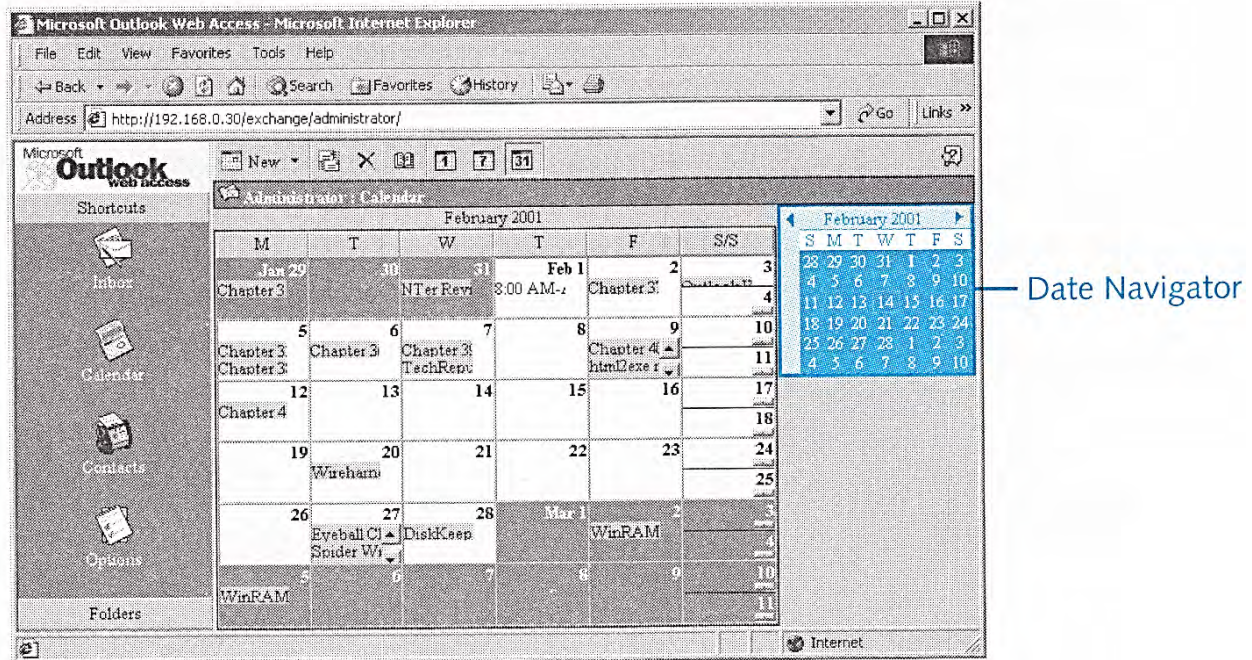 Microsoft Outlook Web Access - Microsoft Internet Explorer
File Edit View Favorites Tools Help
Back Search Favorites History
Address http://192.168.0.30/exchange/administrator/ Go Links »
Microsoft
Outlook
web access
New 1 7 31
Shortcuts
Administrator : Calendar
February 2001
M T W T F S/S
Jan 29 30 31 Feb 1 2 3
Chapter 3 NTer Revi 8:00 AM- Chapter 3
4
Inbox
5 6 7 8 9 10
Chapter 3 Chapter 3 Chapter 3 Chapter 4
Chapter 3 TechRepu html2exe r 11
Calendar
12 13 14 15 16 17
Chapter 4
18
Contacts
19 20 21 22 23 24
Wireharn
25
26 27 28 Mar 1 2 3
Eyeball Cl DiskKeep WinRAM
Spider Wi 4
Options
5 6 7 8 9 10
WinRAM
11
Folders
February 2001
S M T W T F S
28 29 30 31 1 2 3
4 5 6 7 8 9 10
11 12 13 14 15 16 17
18 19 20 21 22 23 24
25 26 27 28 1 2 3
4 5 6 7 8 9 10
Date Navigator
Internet